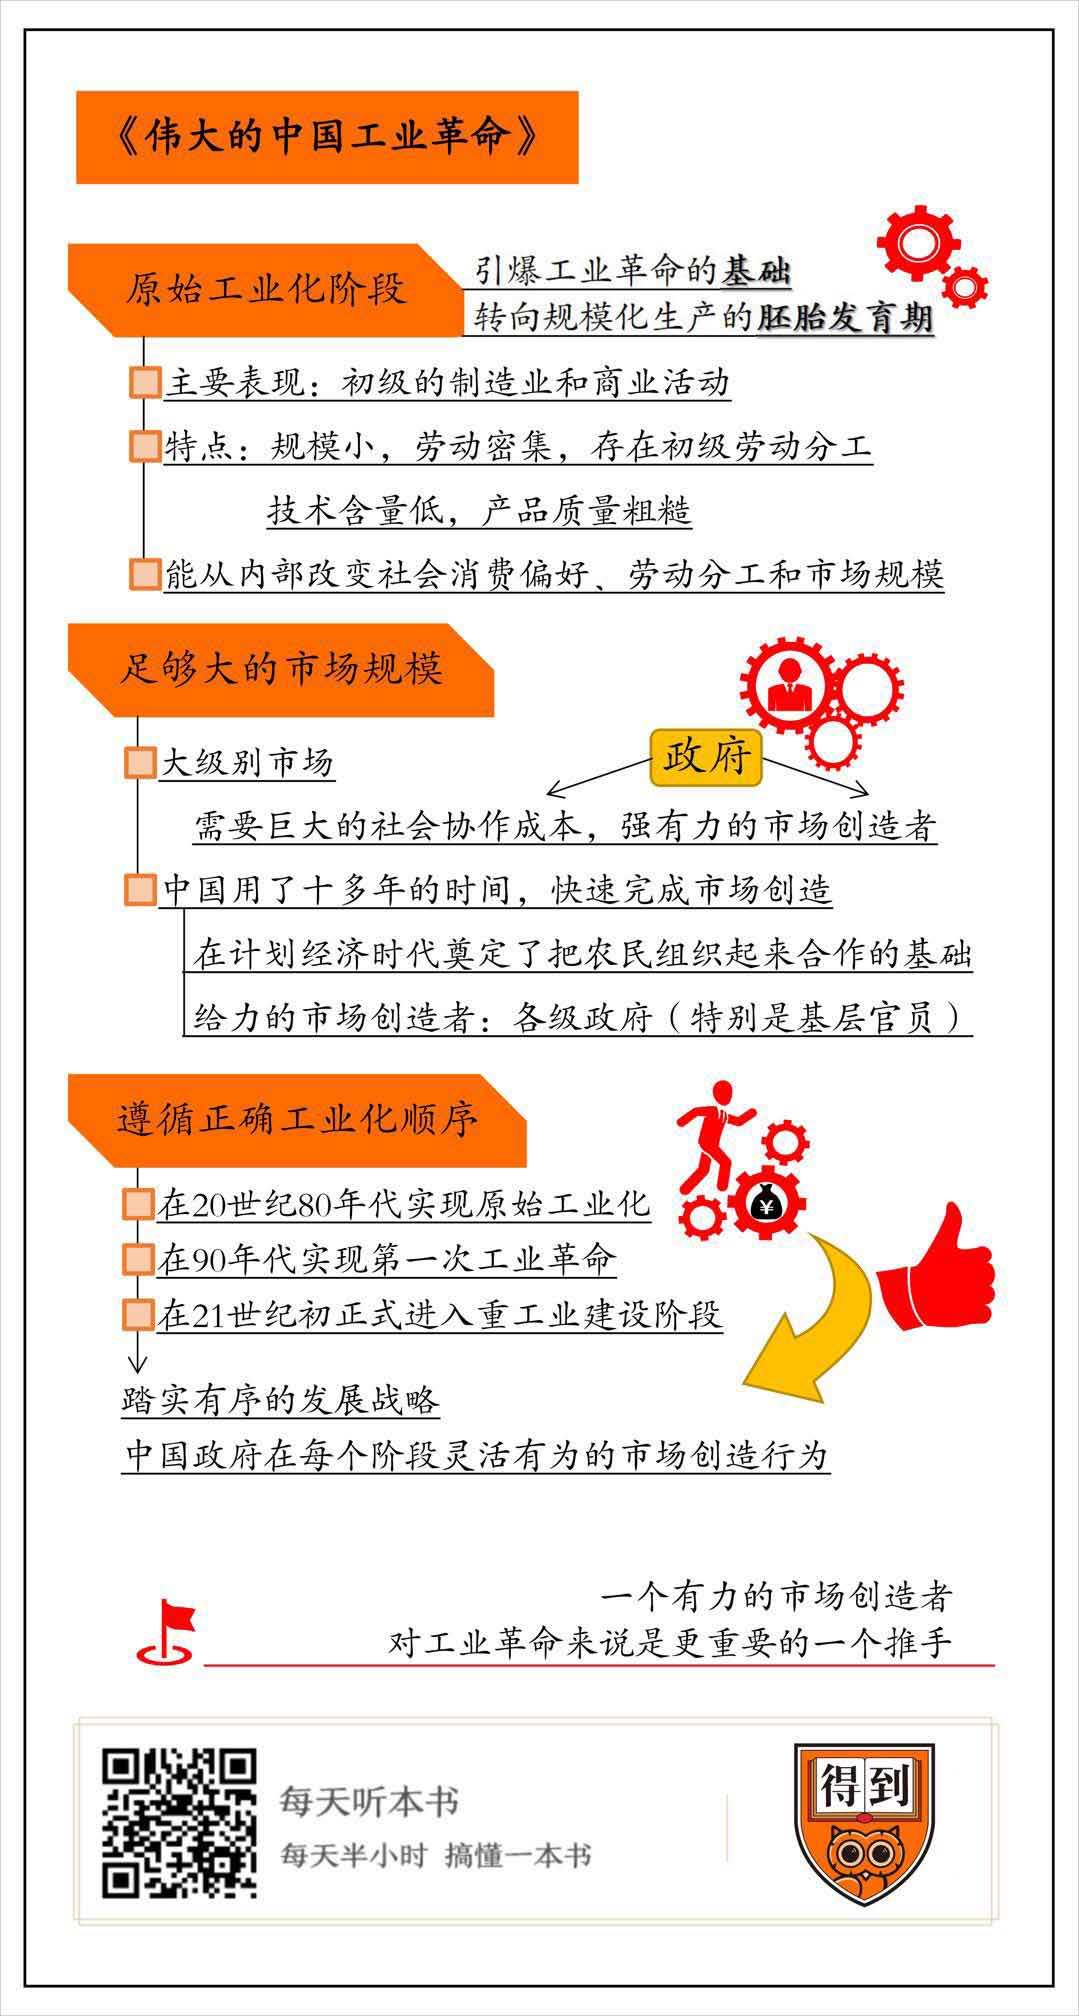 《伟大的中国工业革命》
原始工业化阶段
引爆工业革命的基础
转向规模化生产的胚胎发育期
主要表现：初级的制造业和商业活动
特点：规模小，劳动密集，存在初级劳动分工
技术含量低，产品质量粗糙
能从内部改变社会消费偏好、劳动分工和市场规模
足够大的市场规模
大级别市场
政府
需要巨大的社会协作成本，强有力的市场创造者
中国用了十多年的时间，快速完成市场创造
在计划经济时代奠定了把农民组织起来合作的基础
给力的市场创造者：各级政府（特别是基层官员）
遵循正确工业化顺序
在20世纪80年代实现原始工业化
在90年代实现第一次工业革命
在21世纪初正式进入重工业建设阶段
¥
踏实有序的发展战略
中国政府在每个阶段灵活有为的市场创造行为
一个有力的市场创造者
对工业革命来说是更重要的一个推手
每天听本书
每天半小时 搞懂一本书
得到